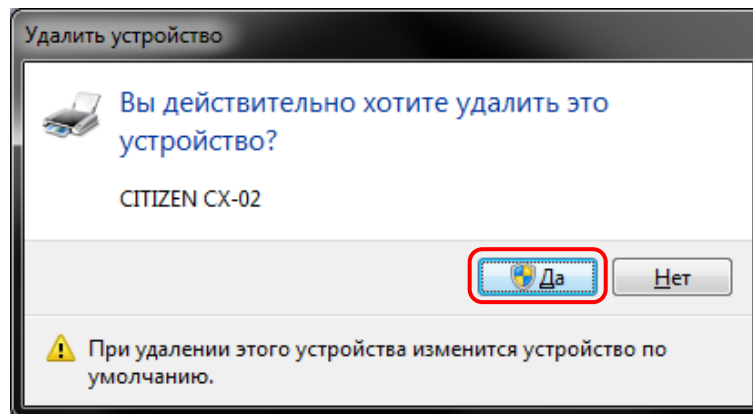 Удалить устройство
Вы действительно хотите удалить это
устройство?
CITIZEN CX-02
Да
Нет
При удалении этого устройства изменится устройство по
умолчанию.